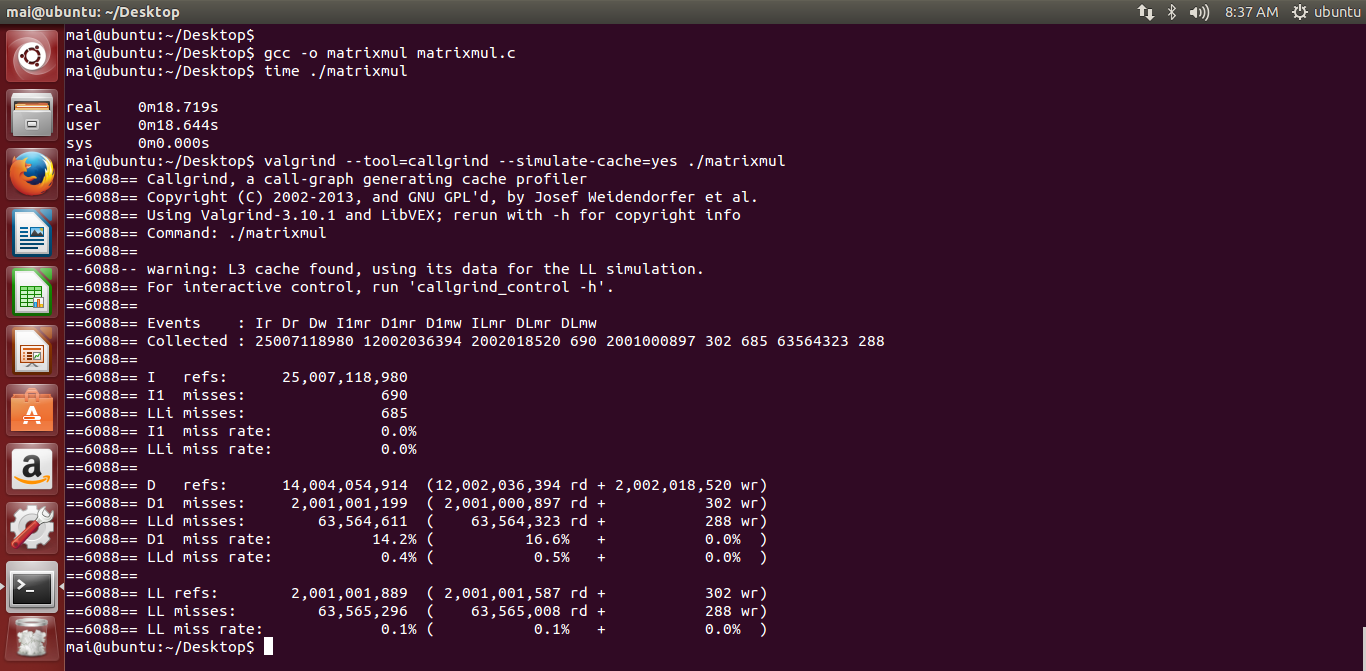 mai@ubuntu: ~/Desktop 8:37 AM ubuntu
mai@ubuntu:~/Desktop$
mai@ubuntu:~/Desktop$ gcc -o matrixmul matrixmul.c
mai@ubuntu:~/Desktop$ time ./matrixmul
real 0m18.719s
user 0m18.644s
sys 0m0.000s
mai@ubuntu:~/Desktop$ valgrind --tool=callgrind --simulate-cache=yes ./matrixmul
==6088== Callgrind, a call-graph generating cache profiler
==6088== Copyright (C) 2002-2013, and GNU GPL'd, by Josef Weidendorfer et al.
==6088== Using Valgrind-3.10.1 and LibVEX; rerun with -h for copyright info
==6088== Command: ./matrixmul
==6088==
--6088-- warning: L3 cache found, using its data for the LL simulation.
==6088== For interactive control, run 'callgrind_control -h'.
==6088==
==6088== Events    : Ir Dr Dw I1mr D1mr D1mw ILmr DLmr DLmw
==6088== Collected : 25007118980 12002036394 2002018520 690 2001000897 302 685 63564323 288
==6088==
==6088== I   refs:      25,007,118,980
==6088== I1  misses:               690
==6088== LLi misses:               685
==6088== I1  miss rate:            0.0%
==6088== LLi miss rate:            0.0%
==6088==
==6088== D   refs:      14,004,054,914  (12,002,036,394 rd + 2,002,018,520 wr)
==6088== D1  misses:     2,001,001,199  ( 2,001,000,897 rd +           302 wr)
==6088== LLd misses:        63,564,611  (    63,564,323 rd +           288 wr)
==6088== D1  miss rate:           14.2% (          16.6%   +           0.0%  )
==6088== LLd miss rate:            0.4% (           0.5%   +           0.0%  )
==6088==
==6088== LL refs:        2,001,001,889  ( 2,001,001,587 rd +           302 wr)
==6088== LL misses:         63,565,296  (    63,565,008 rd +           288 wr)
==6088== LL miss rate:             0.1% (           0.1%   +           0.0%  )
mai@ubuntu:~/Desktop$